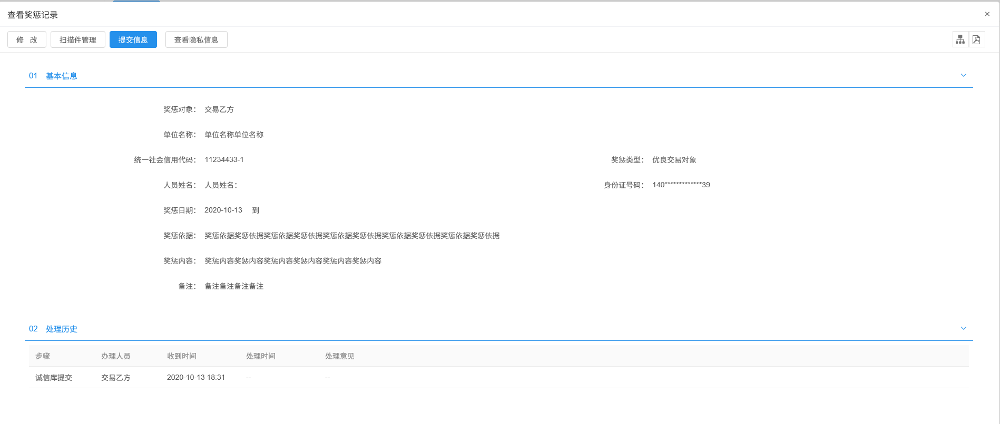 查看奖惩记录
×
修 改 扫描件管理 提交信息 查看隐私信息
01 基本信息
奖惩对象： 交易乙方
单位名称： 单位名称单位名称
统一社会信用代码： 11234433-1 奖惩类型： 优良交易对象
人员姓名： 人员姓名： 身份证号码： 140*************39
奖惩日期： 2020-10-13 到
奖惩依据： 奖惩依据奖惩依据奖惩依据奖惩依据奖惩依据奖惩依据奖惩依据奖惩依据奖惩依据奖惩依据
奖惩内容： 奖惩内容奖惩内容奖惩内容奖惩内容奖惩内容奖惩内容
备注： 备注备注备注备注
02 处理历史
步骤 办理人员 收到时间 处理时间 处理意见
诚信库提交 交易乙方 2020-10-13 18:31 -- --